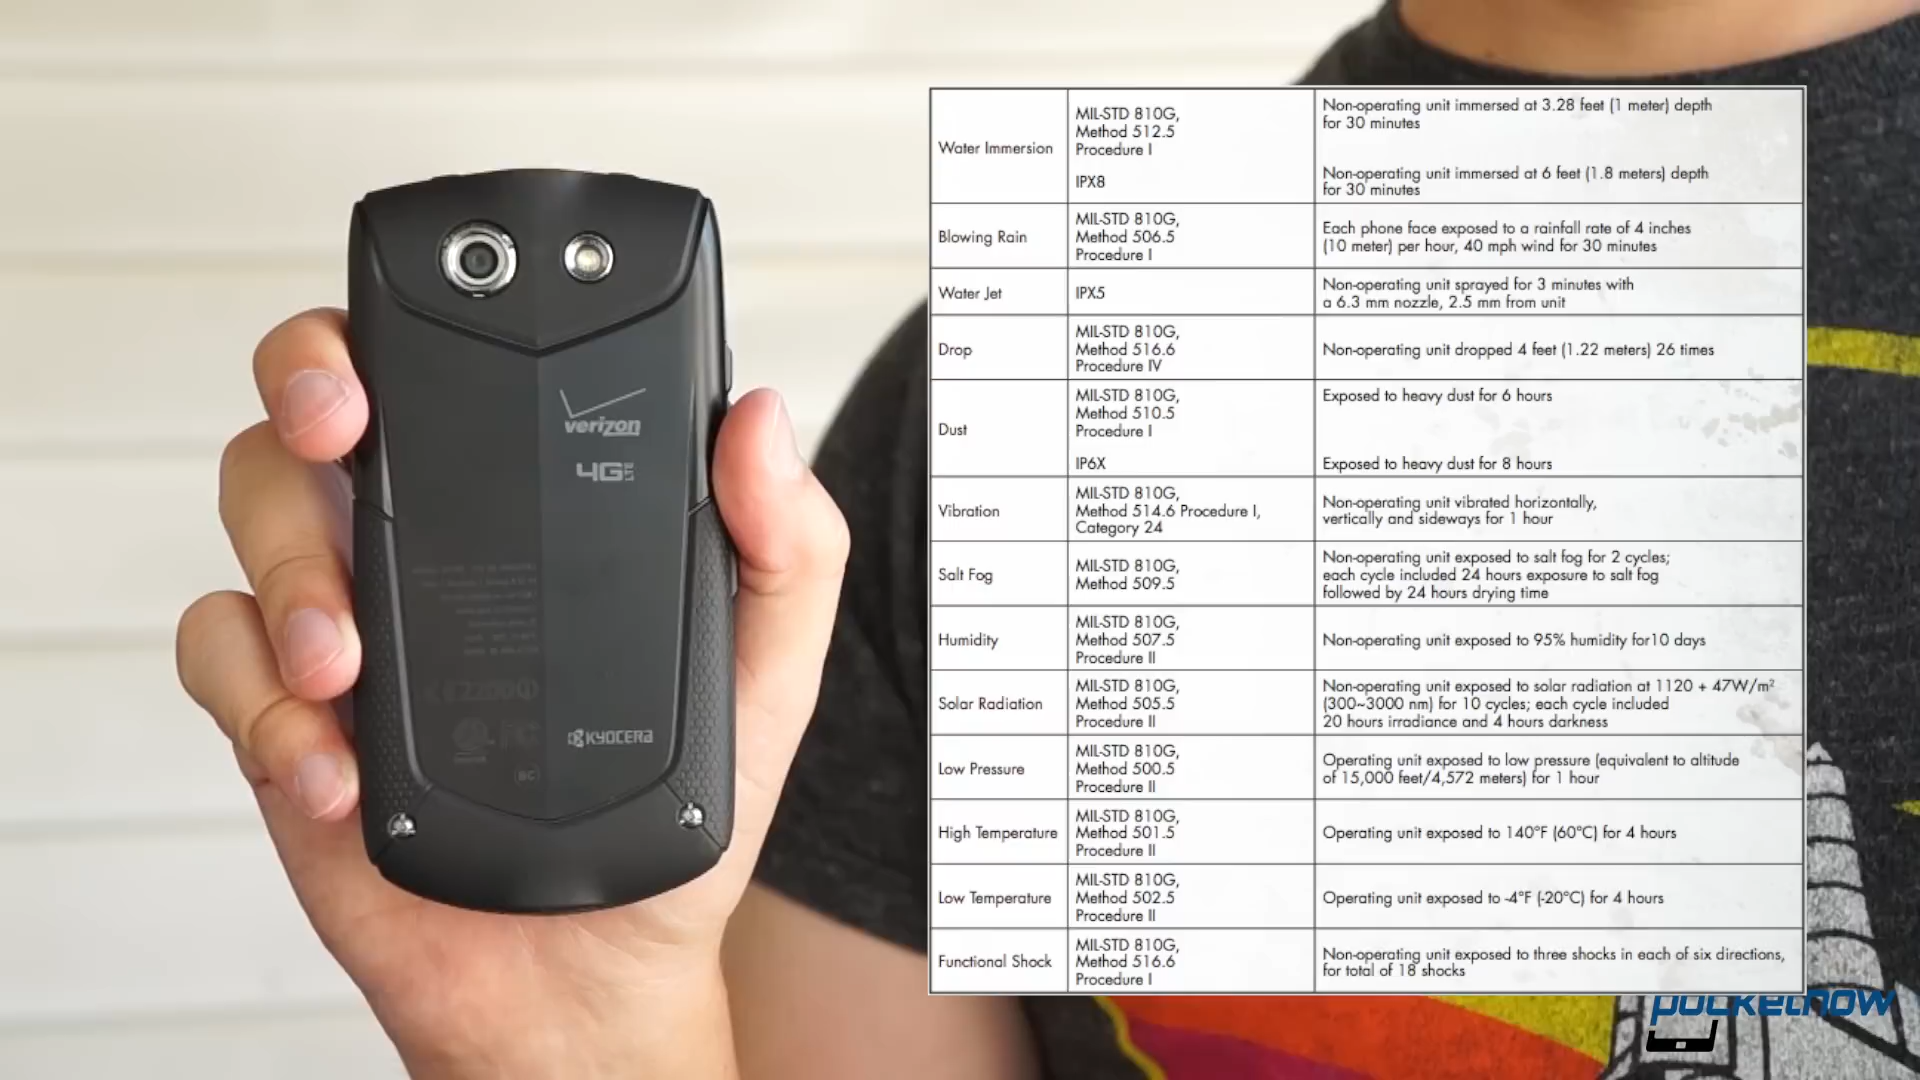 verizon
4G LTE
KYOCERA
Water Immersion
MIL-STD 810G,
Method 512.5
Procedure I
IPX8
Non-operating unit immersed at 3.28 feet (1 meter) depth
for 30 minutes
Non-operating unit immersed at 6 feet (1.8 meters) depth
for 30 minutes
Blowing Rain
MIL-STD 810G,
Method 506.5
Procedure I
Each phone face exposed to a rainfall rate of 4 inches
(10 meter) per hour, 40 mph wind for 30 minutes
Water Jet
IPX5
Non-operating unit sprayed for 3 minutes with
a 6.3 mm nozzle, 2.5 mm from unit
Drop
MIL-STD 810G,
Method 516.6
Procedure IV
Non-operating unit dropped 4 feet (1.22 meters) 26 times
Dust
MIL-STD 810G,
Method 510.5
Procedure I
IP6X
Exposed to heavy dust for 6 hours
Exposed to heavy dust for 8 hours
Vibration
MIL-STD 810G,
Method 514.6 Procedure I,
Category 24
Non-operating unit vibrated horizontally,
vertically and sideways for 1 hour
Salt Fog
MIL-STD 810G,
Method 509.5
Non-operating unit exposed to salt fog for 2 cycles;
each cycle included 24 hours exposure to salt fog
followed by 24 hours drying time
Humidity
MIL-STD 810G,
Method 507.5
Procedure II
Non-operating unit exposed to 95% humidity for10 days
Solar Radiation
MIL-STD 810G,
Method 505.5
Procedure II
Non-operating unit exposed to solar radiation at 1120 + 47W/m²
(300~3000 nm) for 10 cycles; each cycle included
20 hours irradiance and 4 hours darkness
Low Pressure
MIL-STD 810G,
Method 500.5
Procedure II
Operating unit exposed to low pressure (equivalent to altitude
of 15,000 feet/4,572 meters) for 1 hour
High Temperature
MIL-STD 810G,
Method 501.5
Procedure II
Operating unit exposed to 140°F (60°C) for 4 hours
Low Temperature
MIL-STD 810G,
Method 502.5
Procedure II
Operating unit exposed to -4°F (-20°C) for 4 hours
Functional Shock
MIL-STD 810G,
Method 516.6
Procedure I
Non-operating unit exposed to three shocks in each of six directions,
for total of 18 shocks
pocketnow